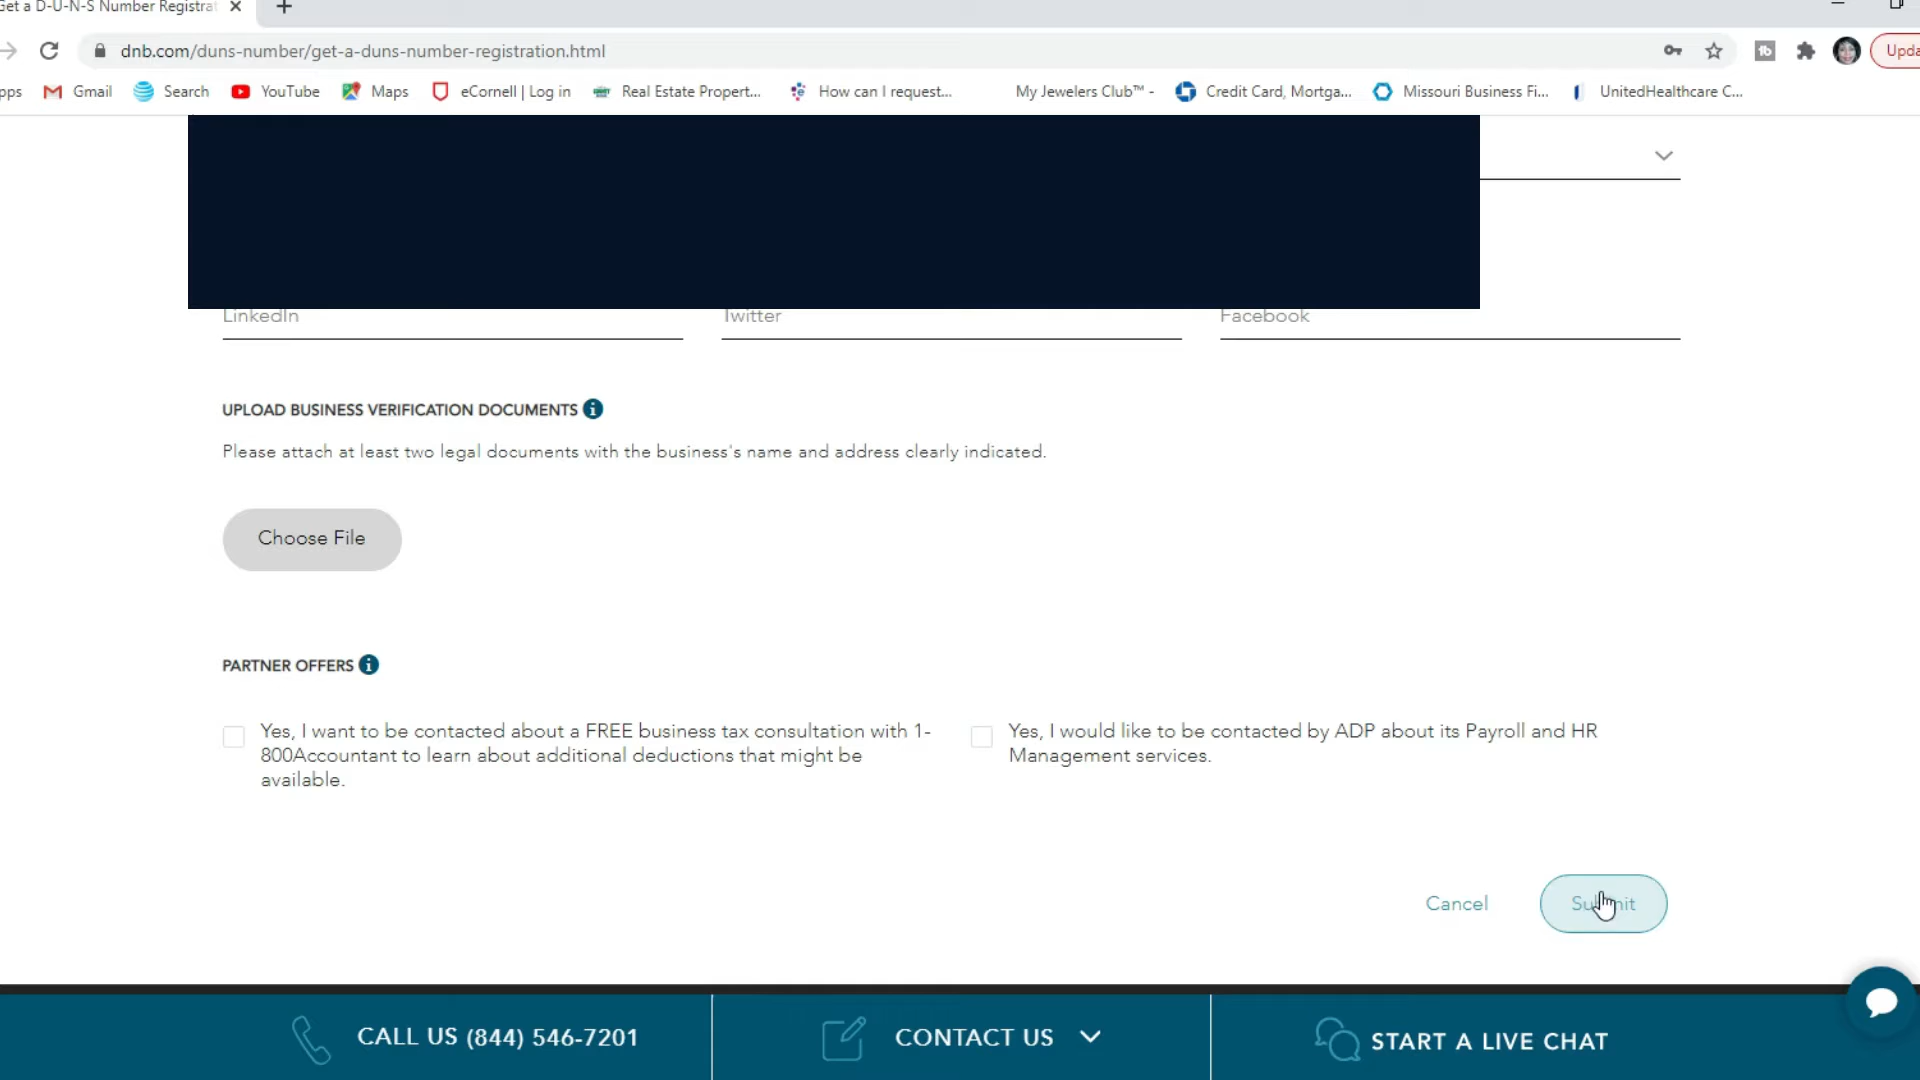 Get a D-U-N-S Number Registrat
dnb.com/duns-number/get-a-duns-number-registration.html
Upda
pps Gmail Search YouTube Maps eCornell | Log in Real Estate Propert... How can I request... My Jewelers Club™ - Credit Card, Mortga... Missouri Business Fi... UnitedHealthcare C...
LinkedIn Twitter Facebook
UPLOAD BUSINESS VERIFICATION DOCUMENTS
Please attach at least two legal documents with the business's name and address clearly indicated.
Choose File
PARTNER OFFERS
Yes, I want to be contacted about a FREE business tax consultation with 1-
800Accountant to learn about additional deductions that might be
available.
Yes, I would like to be contacted by ADP about its Payroll and HR
Management services.
Cancel Submit
CALL US (844) 546-7201 CONTACT US START A LIVE CHAT